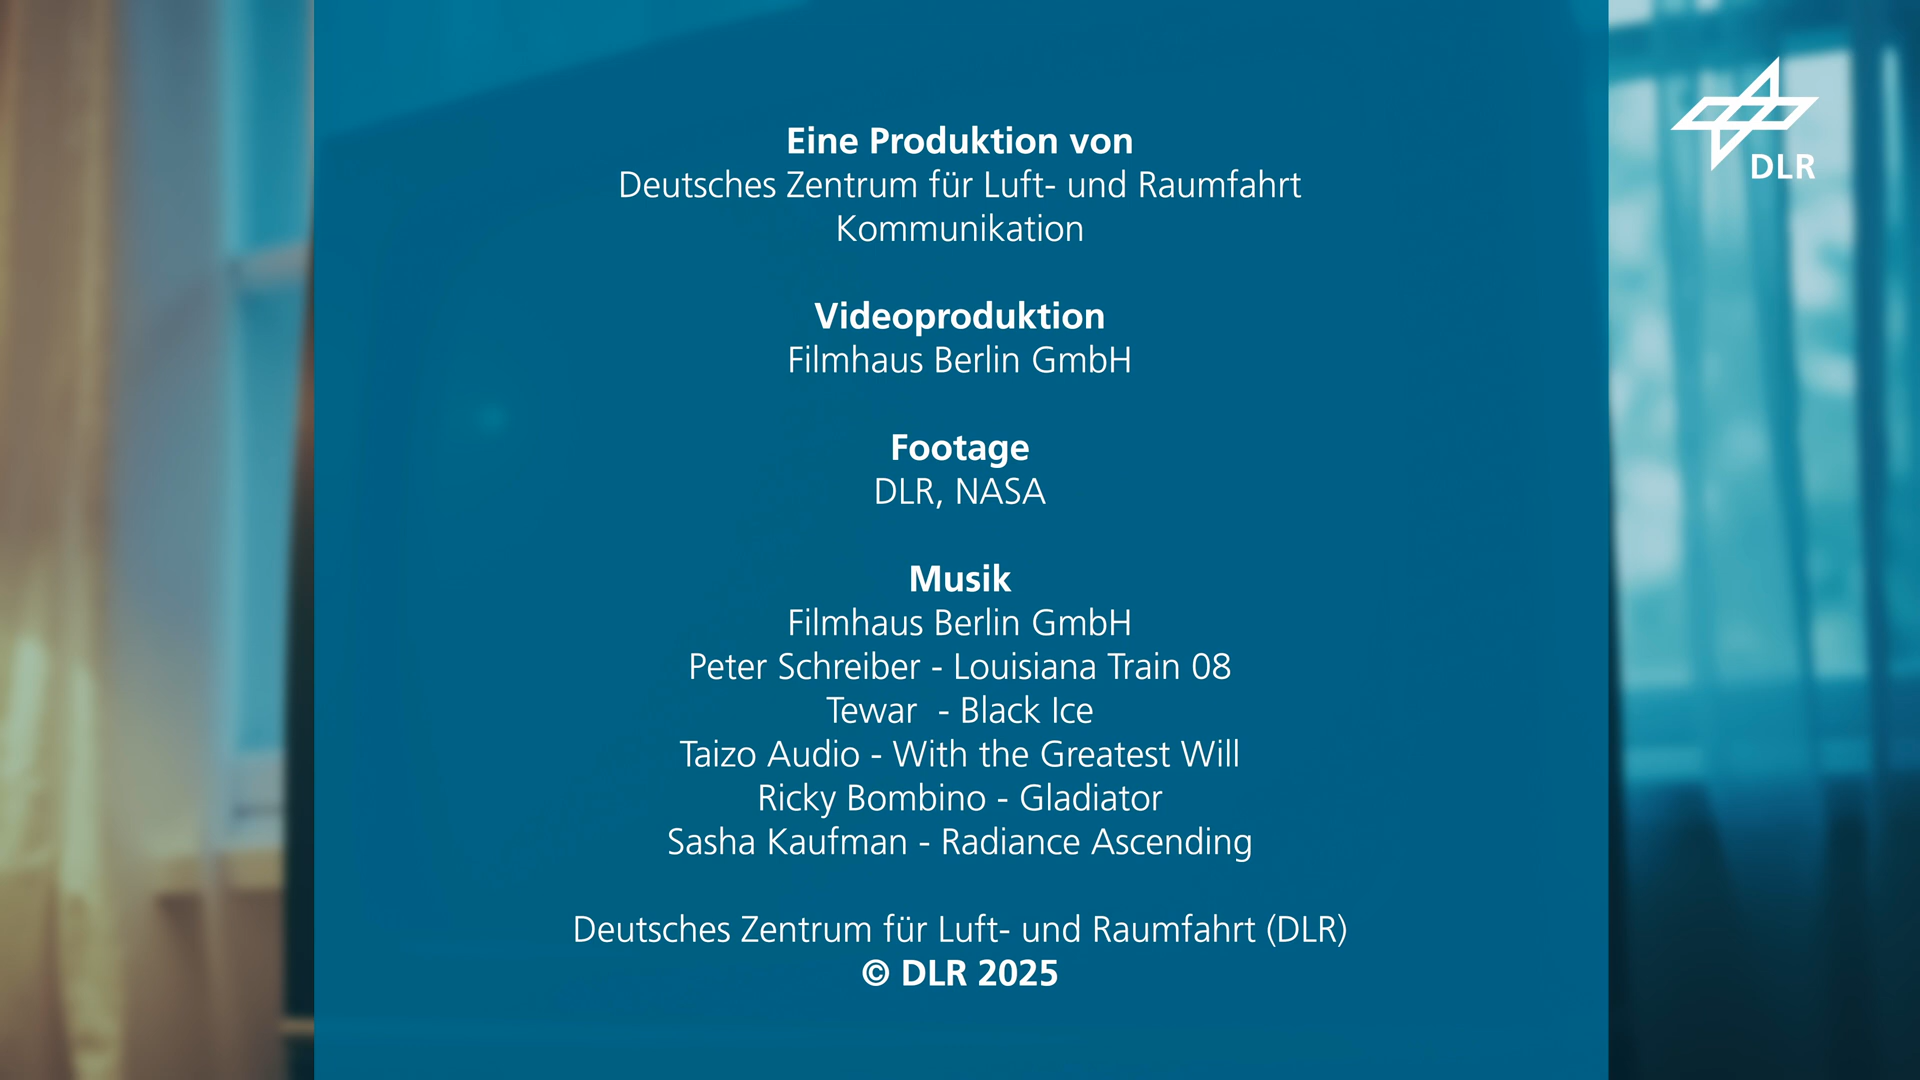 Eine Produktion von
Deutsches Zentrum für Luft- und Raumfahrt
Kommunikation
Videoproduktion
Filmhaus Berlin GmbH
Footage
DLR, NASA
Musik
Filmhaus Berlin GmbH
Peter Schreiber - Louisiana Train 08
Tewar  - Black Ice
Taizo Audio - With the Greatest Will
Ricky Bombino - Gladiator
Sasha Kaufman - Radiance Ascending
Deutsches Zentrum für Luft- und Raumfahrt (DLR)
© DLR 2025
DLR